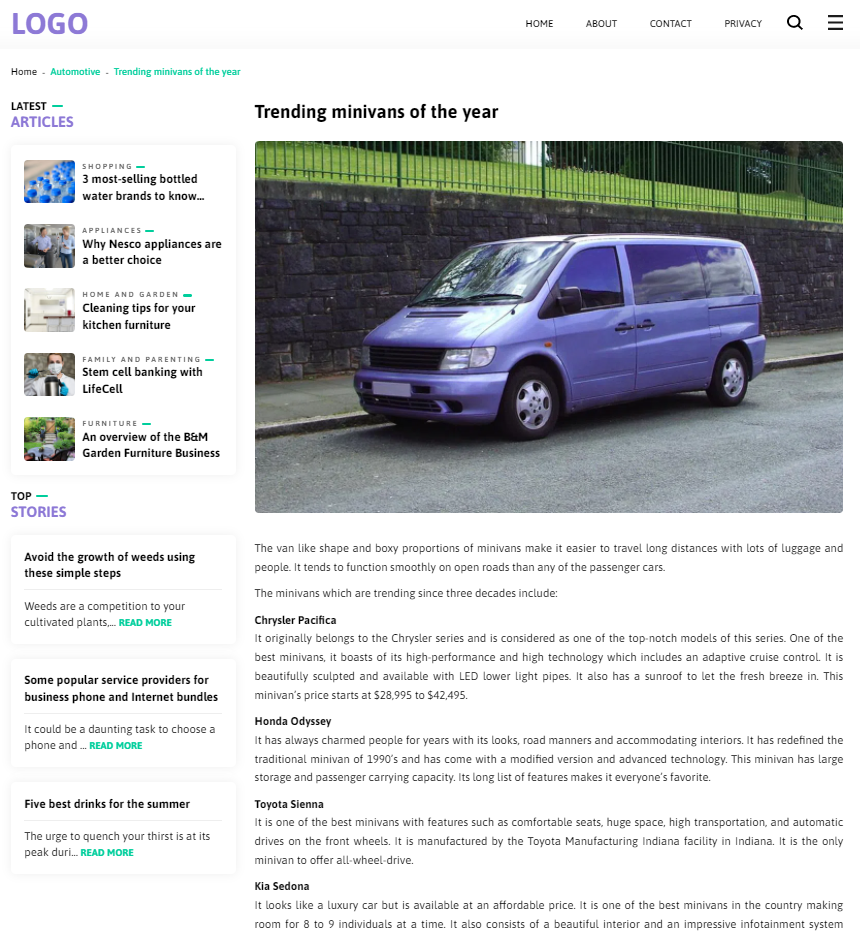 LOGO
HOME ABOUT CONTACT PRIVACY
Home - Automotive - Trending minivans of the year
LATEST
ARTICLES
SHOPPING
3 most-selling bottled
water brands to know...
APPLIANCES
Why Nesco appliances are
a better choice
HOME AND GARDEN
Cleaning tips for your
kitchen furniture
FAMILY AND PARENTING
Stem cell banking with
LifeCell
FURNITURE
An overview of the B&M
Garden Furniture Business
TOP
STORIES
Avoid the growth of weeds using
these simple steps
Weeds are a competition to your
cultivated plants,... READ MORE
Some popular service providers for
business phone and Internet bundles
It could be a daunting task to choose a
phone and ... READ MORE
Five best drinks for the summer
The urge to quench your thirst is at its
peak duri... READ MORE
Trending minivans of the year
The van like shape and boxy proportions of minivans make it easier to travel long distances with lots of luggage and
people. It tends to function smoothly on open roads than any of the passenger cars.
The minivans which are trending since three decades include:
Chrysler Pacifica
It originally belongs to the Chrysler series and is considered as one of the top-notch models of this series. One of the
best minivans, it boasts of its high-performance and high technology which includes an adaptive cruise control. It is
beautifully sculpted and available with LED lower light pipes. It also has a sunroof to let the fresh breeze in. This
minivan's price starts at $28,995 to $42,495.
Honda Odyssey
It has always charmed people for years with its looks, road manners and accommodating interiors. It has redefined the
traditional minivan of 1990's and has come with a modified version and advanced technology. This minivan has large
storage and passenger carrying capacity. Its long list of features makes it everyone's favorite.
Toyota Sienna
It is one of the best minivans with features such as comfortable seats, huge space, high transportation, and automatic
drives on the front wheels. It is manufactured by the Toyota Manufacturing Indiana facility in Indiana. It is the only
minivan to offer all-wheel-drive.
Kia Sedona
It looks like a luxury car but is available at an affordable price. It is one of the best minivans in the country making
room for 8 to 9 individuals at a time. It also consists of a beautiful interior and an impressive infotainment system